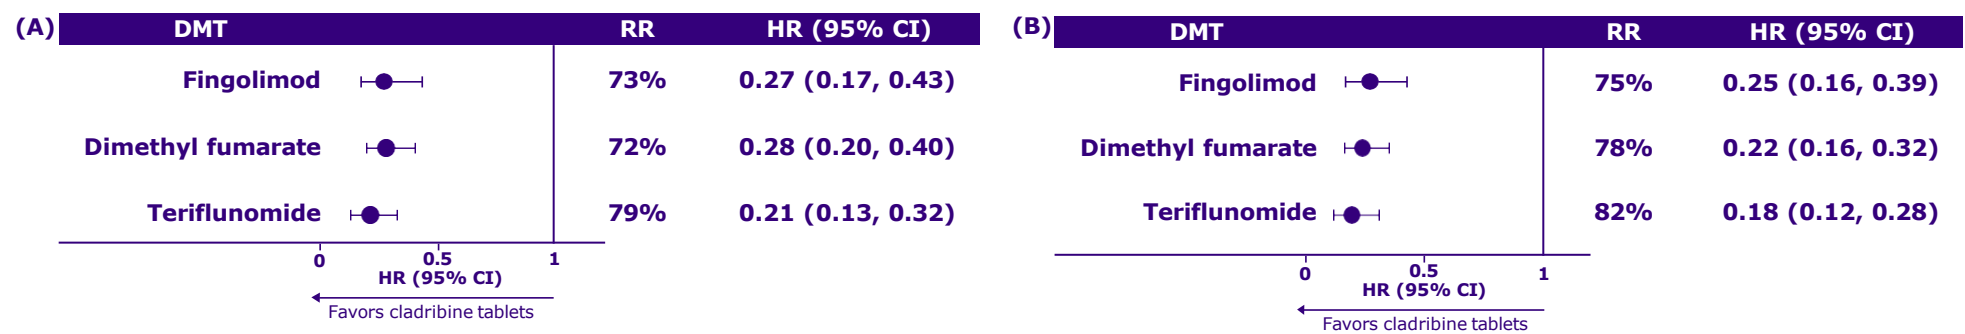 (A) DMT RR HR (95% CI)
Fingolimod 73% 0.27 (0.17, 0.43)
Dimethyl fumarate 72% 0.28 (0.20, 0.40)
Teriflunomide 79% 0.21 (0.13, 0.32)
0 0.5 1
HR (95% CI)
Favors cladribine tablets
(B) DMT RR HR (95% CI)
Fingolimod 75% 0.25 (0.16, 0.39)
Dimethyl fumarate 78% 0.22 (0.16, 0.32)
Teriflunomide 82% 0.18 (0.12, 0.28)
0 0.5 1
HR (95% CI)
Favors cladribine tablets